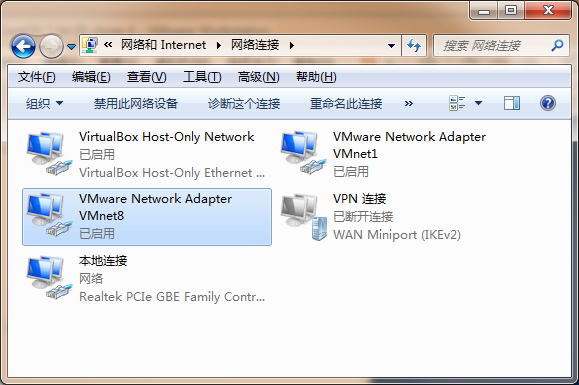 « 网络和 Internet ▸ 网络连接 ▸
搜索 网络连接
文件(F) 编辑(E) 查看(V) 工具(T) 高级(N) 帮助(H)
组织 禁用此网络设备 诊断这个连接 重命名此连接 »
VirtualBox Host-Only Network
已启用
VirtualBox Host-Only Ethernet ...
VMware Network Adapter
VMnet1
已启用
VMware Network Adapter
VMnet8
已启用
VPN 连接
已断开连接
WAN Miniport (IKEv2)
本地连接
网络
Realtek PCIe GBE Family Contr...